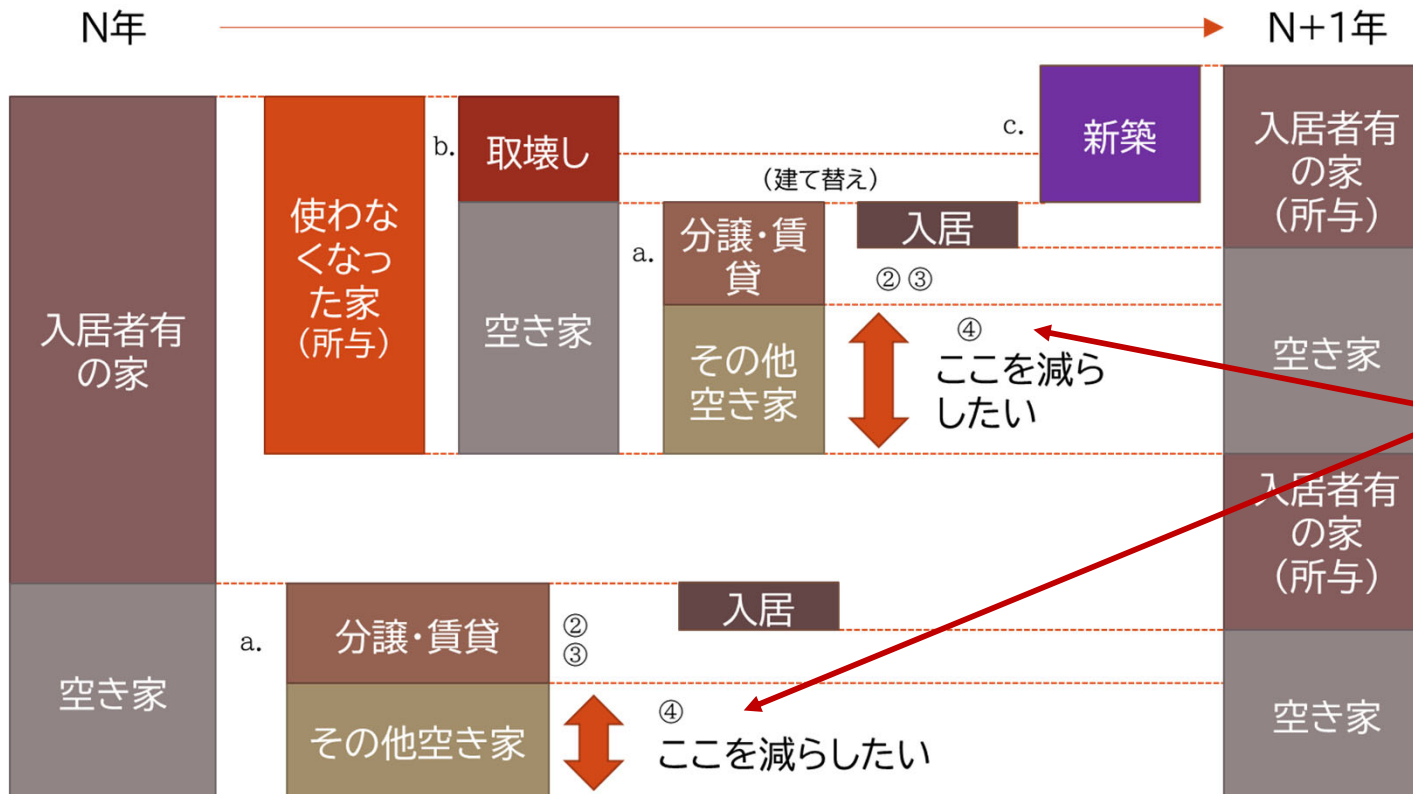 N年
N+1年
入居者有
の家
空き家
使わな
くなっ
た家
(所与)
b.
取壊し
空き家
(建て替え)
a.
分譲・賃
貸
その他
空き家
入居
② ③
④
ここを減ら
したい
c.
新築
入居者有
の家
(所与)
空き家
入居者有
の家
(所与)
空き家
a.
分譲・賃貸
その他空き家
②
③
入居
④
ここを減らしたい